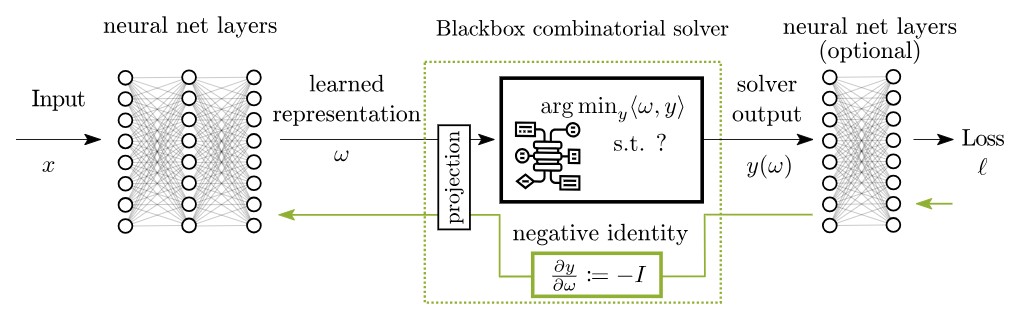 neural net layers
Blackbox combinatorial solver
neural net layers
(optional)
Input
x
learned
representation
ω
projection
arg min_y⟨ω, y⟩
s.t. ?
solver
output
y(ω)
Loss
ℓ
negative identity
∂y/∂ω := −I